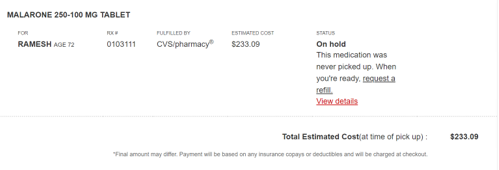 MALARONE 250-100 MG TABLET
FOR RX # FULFILLED BY ESTIMATED COST STATUS
RAMESH AGE 72 0103111 CVS/pharmacy® $233.09 On hold
This medication was
never picked up. When
you're ready, request a
refill.
View details
Total Estimated Cost(at time of pick up) : $233.09
*Final amount may differ. Payment will be based on any insurance copays or deductibles and will be charged at checkout.